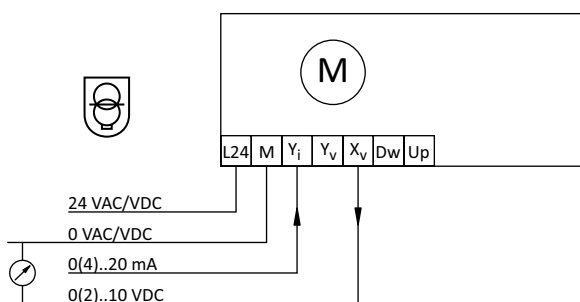 M
L24 M Yi Yv Xv Dw Up
24 VAC/VDC
0 VAC/VDC
0(4)..20 mA
0(2)..10 VDC